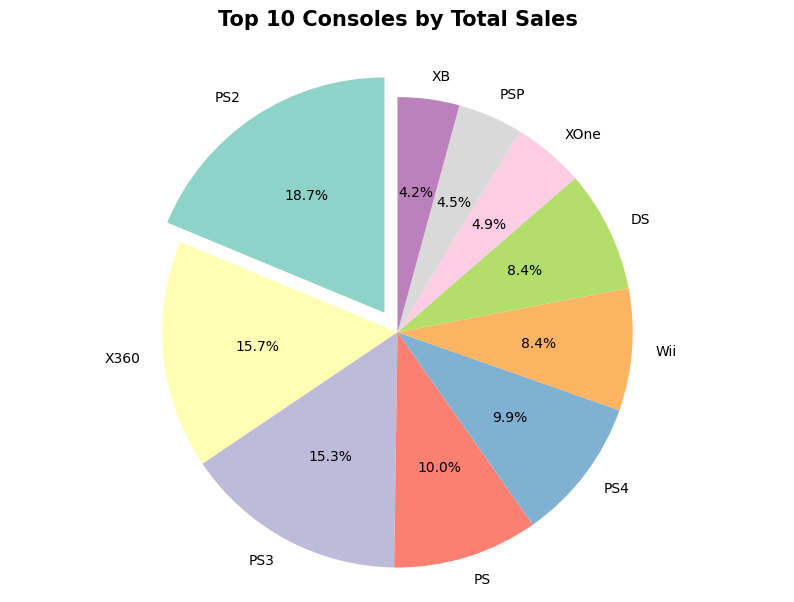 Top 10 Consoles by Total Sales
PS2
18.7%
X360
15.7%
PS3
15.3%
PS
10.0%
PS4
9.9%
Wii
8.4%
DS
8.4%
XOne
4.9%
PSP
4.5%
XB
4.2%